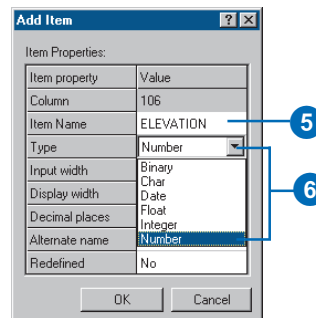 Add Item
Item Properties:
Item property Value
Column 106
Item Name ELEVATION
5
Type Number
Input width Binary
Char
Display width Date
Float
6
Decimal places Integer
Alternate name Number
Redefined No
OK Cancel